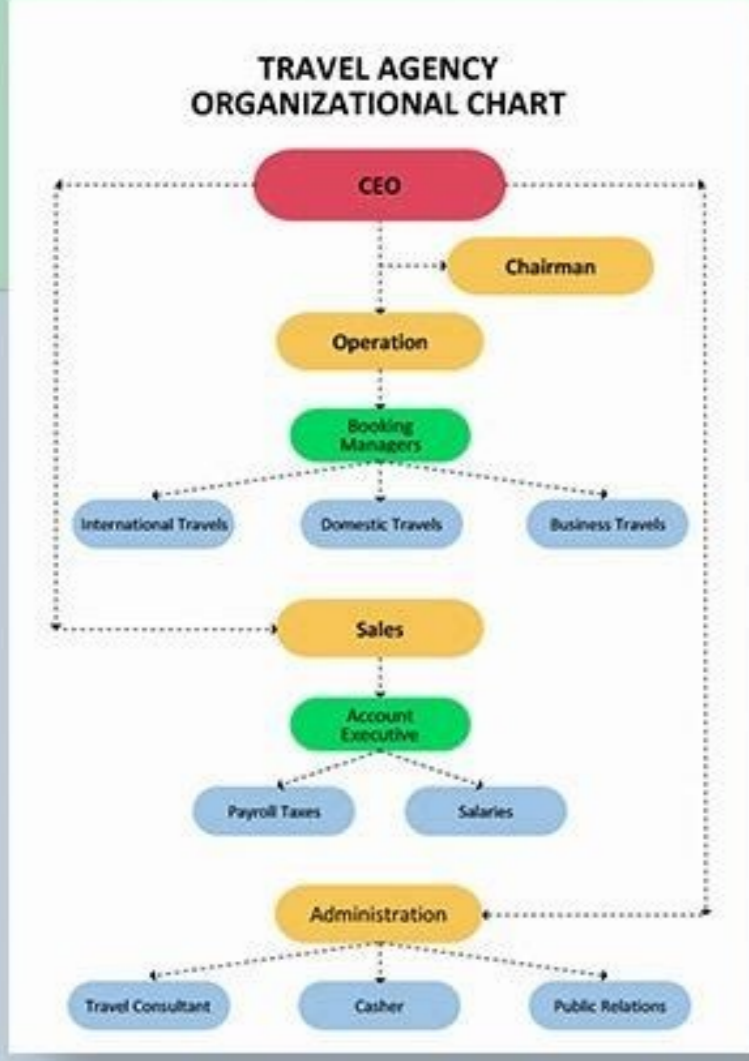 TRAVEL AGENCY
ORGANIZATIONAL CHART
CEO
Chairman
Operation
Booking
Managers
International Travels
Domestic Travels
Business Travels
Sales
Account
Executive
Payroll Taxes
Salaries
Administration
Travel Consultant
Casher
Public Relations